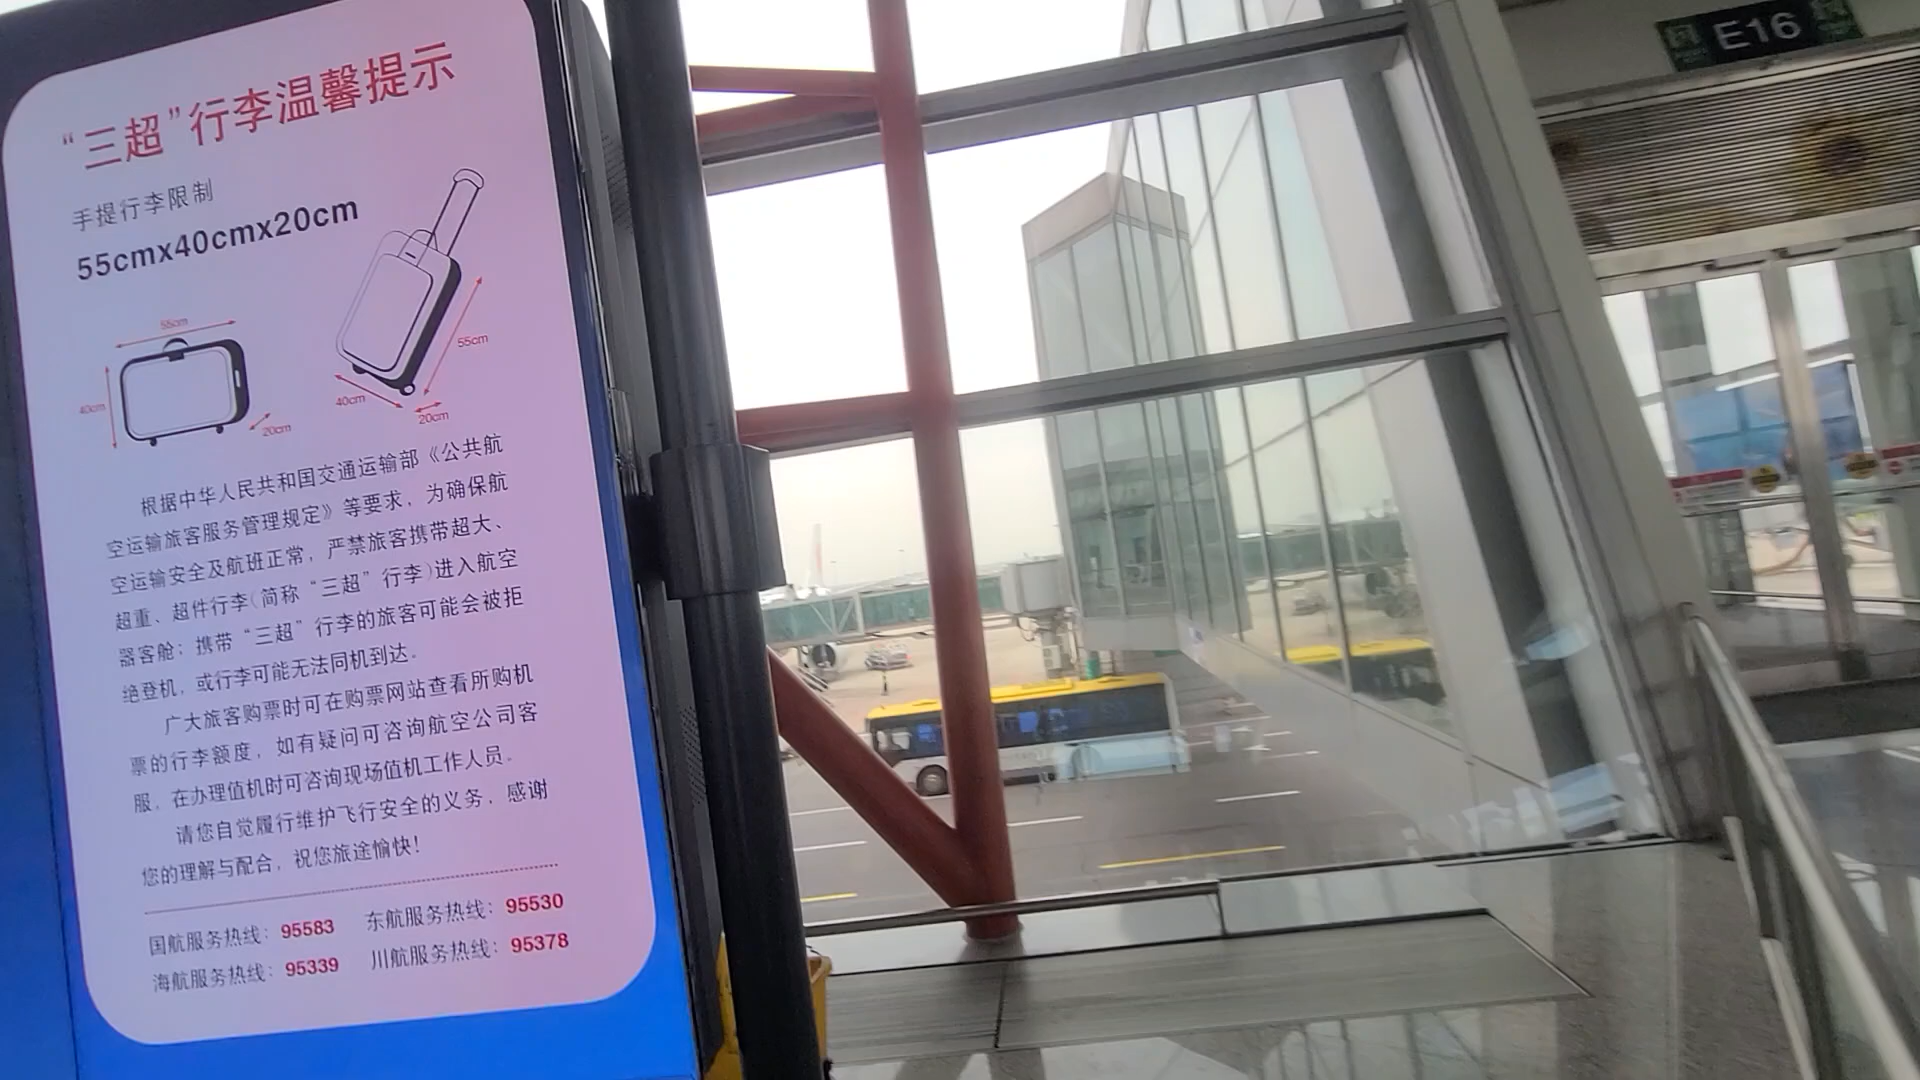 “三超”行李温馨提示
手提行李限制
55cmx40cmx20cm
55cm
40cm
20cm
55cm
40cm
20cm
根据中华人民共和国交通运输部《公共航
空运输旅客服务管理规定》等要求，为确保航
空运输安全及航班正常，严禁旅客携带超大、
超重、超件行李(简称“三超”行李)进入航空
器客舱；携带“三超”行李的旅客可能会被拒
绝登机，或行李可能无法同机到达。
广大旅客购票时可在购票网站查看所购机
票的行李额度，如有疑问可咨询航空公司客
服，在办理值机时可咨询现场值机工作人员。
请您自觉履行维护飞行安全的义务，感谢
您的理解与配合，祝您旅途愉快！
国航服务热线：95583 东航服务热线：95530
海航服务热线：95339 川航服务热线：95378
E16